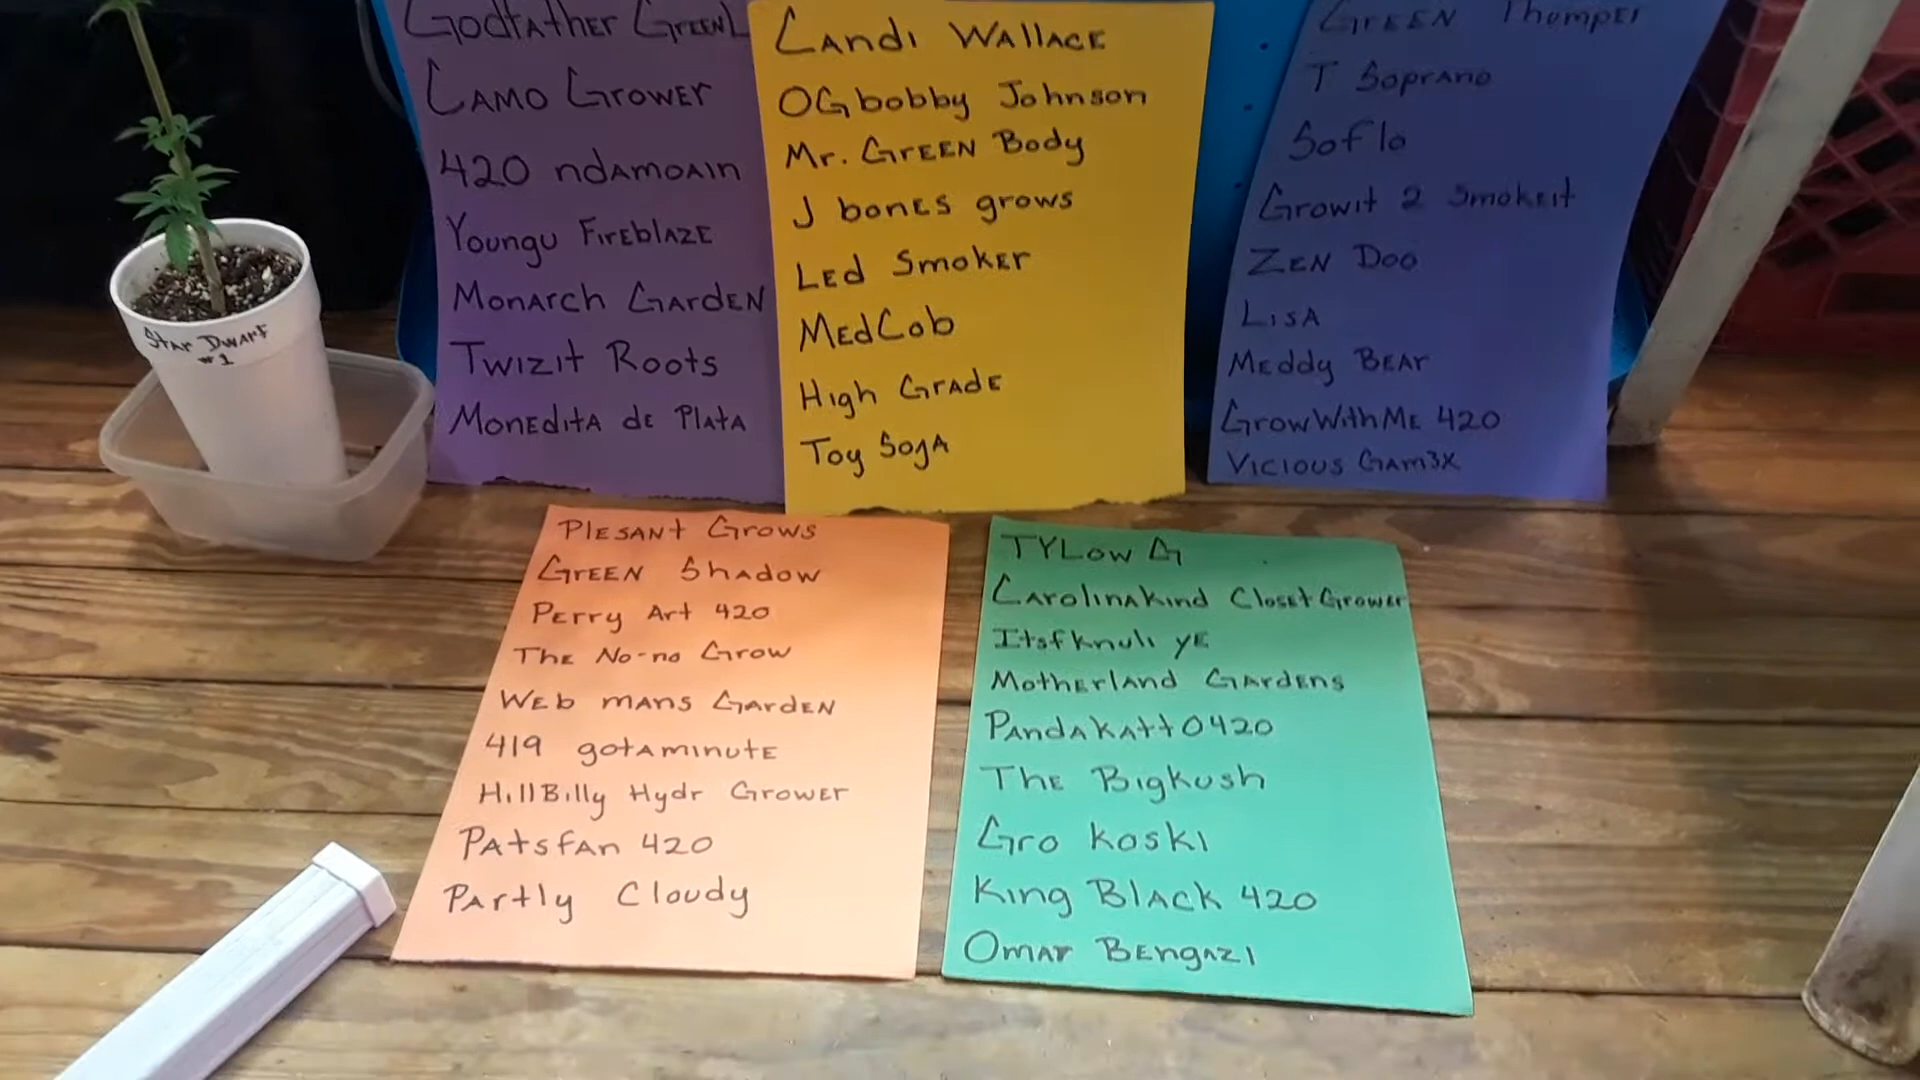 Godfather Green
Camo Grower
420 ndamoain
Youngu Fireblaze
Monarch Garden
Twizit Roots
Monedita de Plata
Candi Wallace
OGbobby Johnson
Mr. Green Body
J bones grows
Led Smoker
MedCob
High Grade
Toy Soja
Green Thumper
T Soprano
Soflo
Growit 2 Smokeit
Zen Doo
Lisa
Meddy Bear
GrowWithMe 420
Vicious Gam3x
Star Dwarf
#1
Plesant Grows
Green Shadow
Perry Art 420
The No-no Grow
Web mans Garden
419 gotaminute
HillBilly Hydr Grower
Patsfan 420
Partly Cloudy
TYLow G
Carolinakind Closet Grower
Itsfknuli ye
Motherland Gardens
Pandakatt0420
The Bigkush
Gro Koski
King Black 420
Omar Bengazi